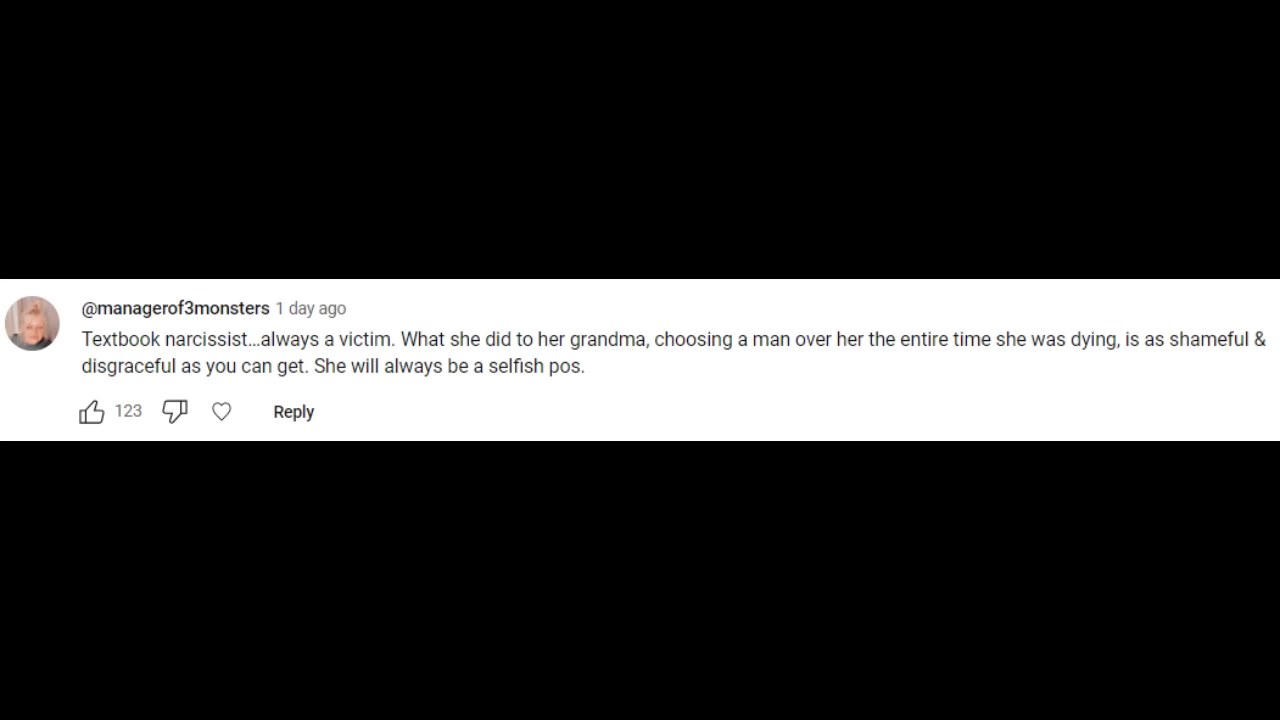 @managerof3monsters 1 day ago
Textbook narcissist...always a victim. What she did to her grandma, choosing a man over her the entire time she was dying, is as shameful &
disgraceful as you can get. She will always be a selfish pos.
123 Reply